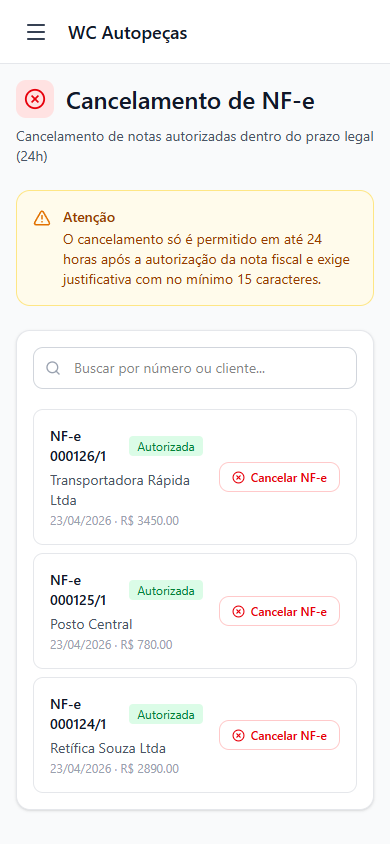 WC Autopeças
Cancelamento de NF-e
Cancelamento de notas autorizadas dentro do prazo legal
(24h)
Atenção
O cancelamento só é permitido em até 24
horas após a autorização da nota fiscal e exige
justificativa com no mínimo 15 caracteres.
Buscar por número ou cliente...
NF-e
000126/1
Autorizada
Transportadora Rápida
Ltda
23/04/2026 · R$ 3450.00
Cancelar NF-e
NF-e
000125/1
Autorizada
Posto Central
23/04/2026 · R$ 780.00
Cancelar NF-e
NF-e
000124/1
Autorizada
Retífica Souza Ltda
23/04/2026 · R$ 2890.00
Cancelar NF-e